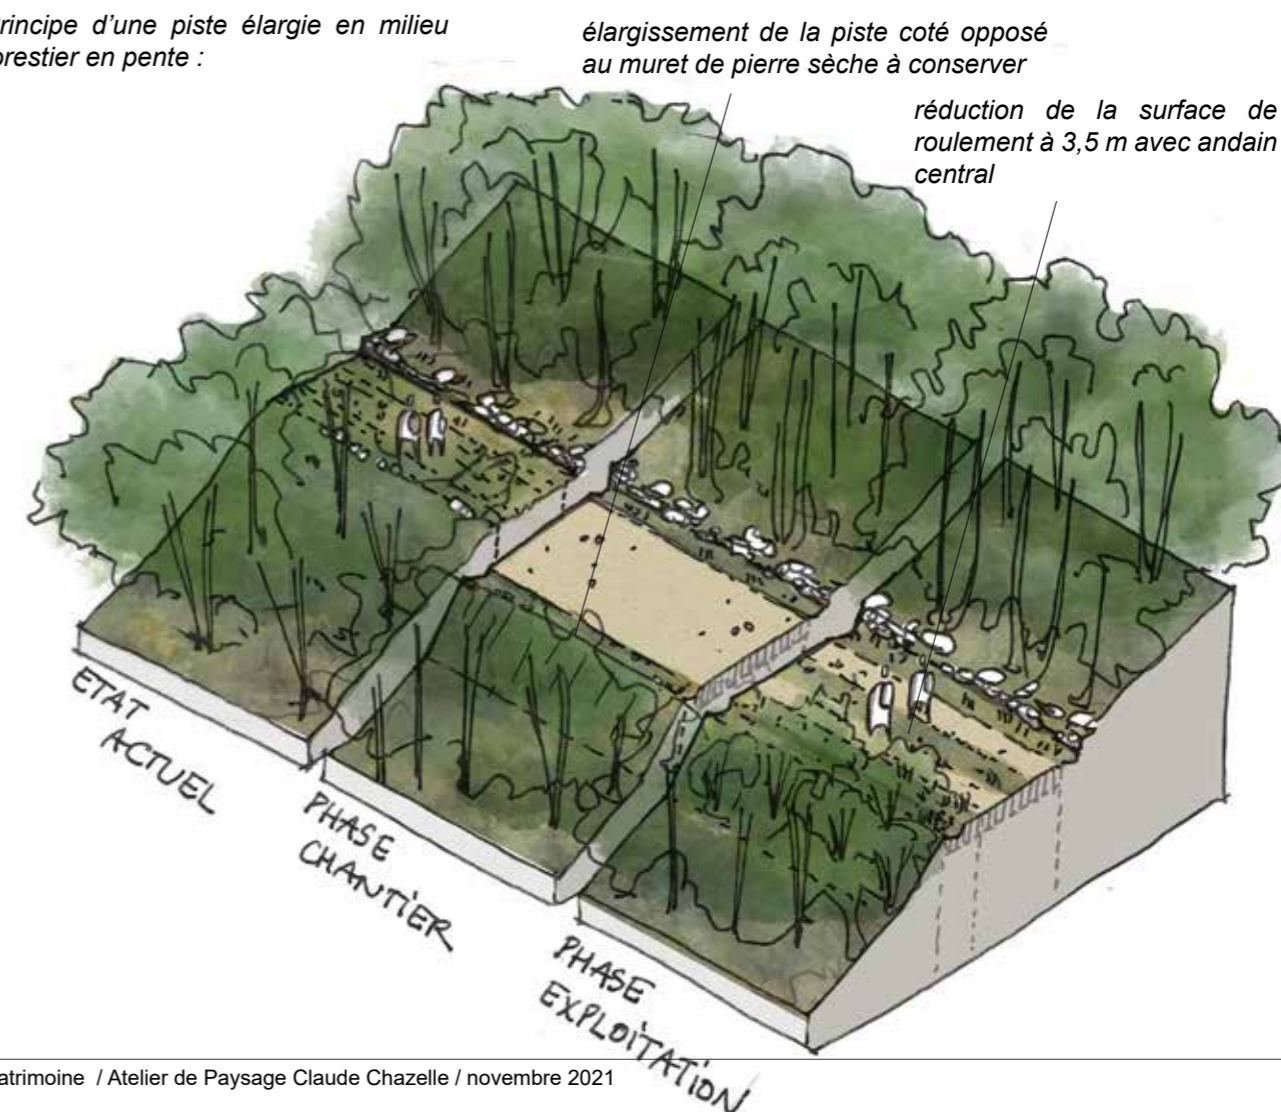 rincipe d'une piste élargie en milieu
orestier en pente :
élargissement de la piste coté opposé
au muret de pierre sèche à conserver
réduction de la surface de
roulement à 3,5 m avec andain
central
ETAT
ACTUEL
PHASE
CHANTIER
PHASE
EXPLOITATION
atrimoine / Atelier de Paysage Claude Chazelle / novembre 2021